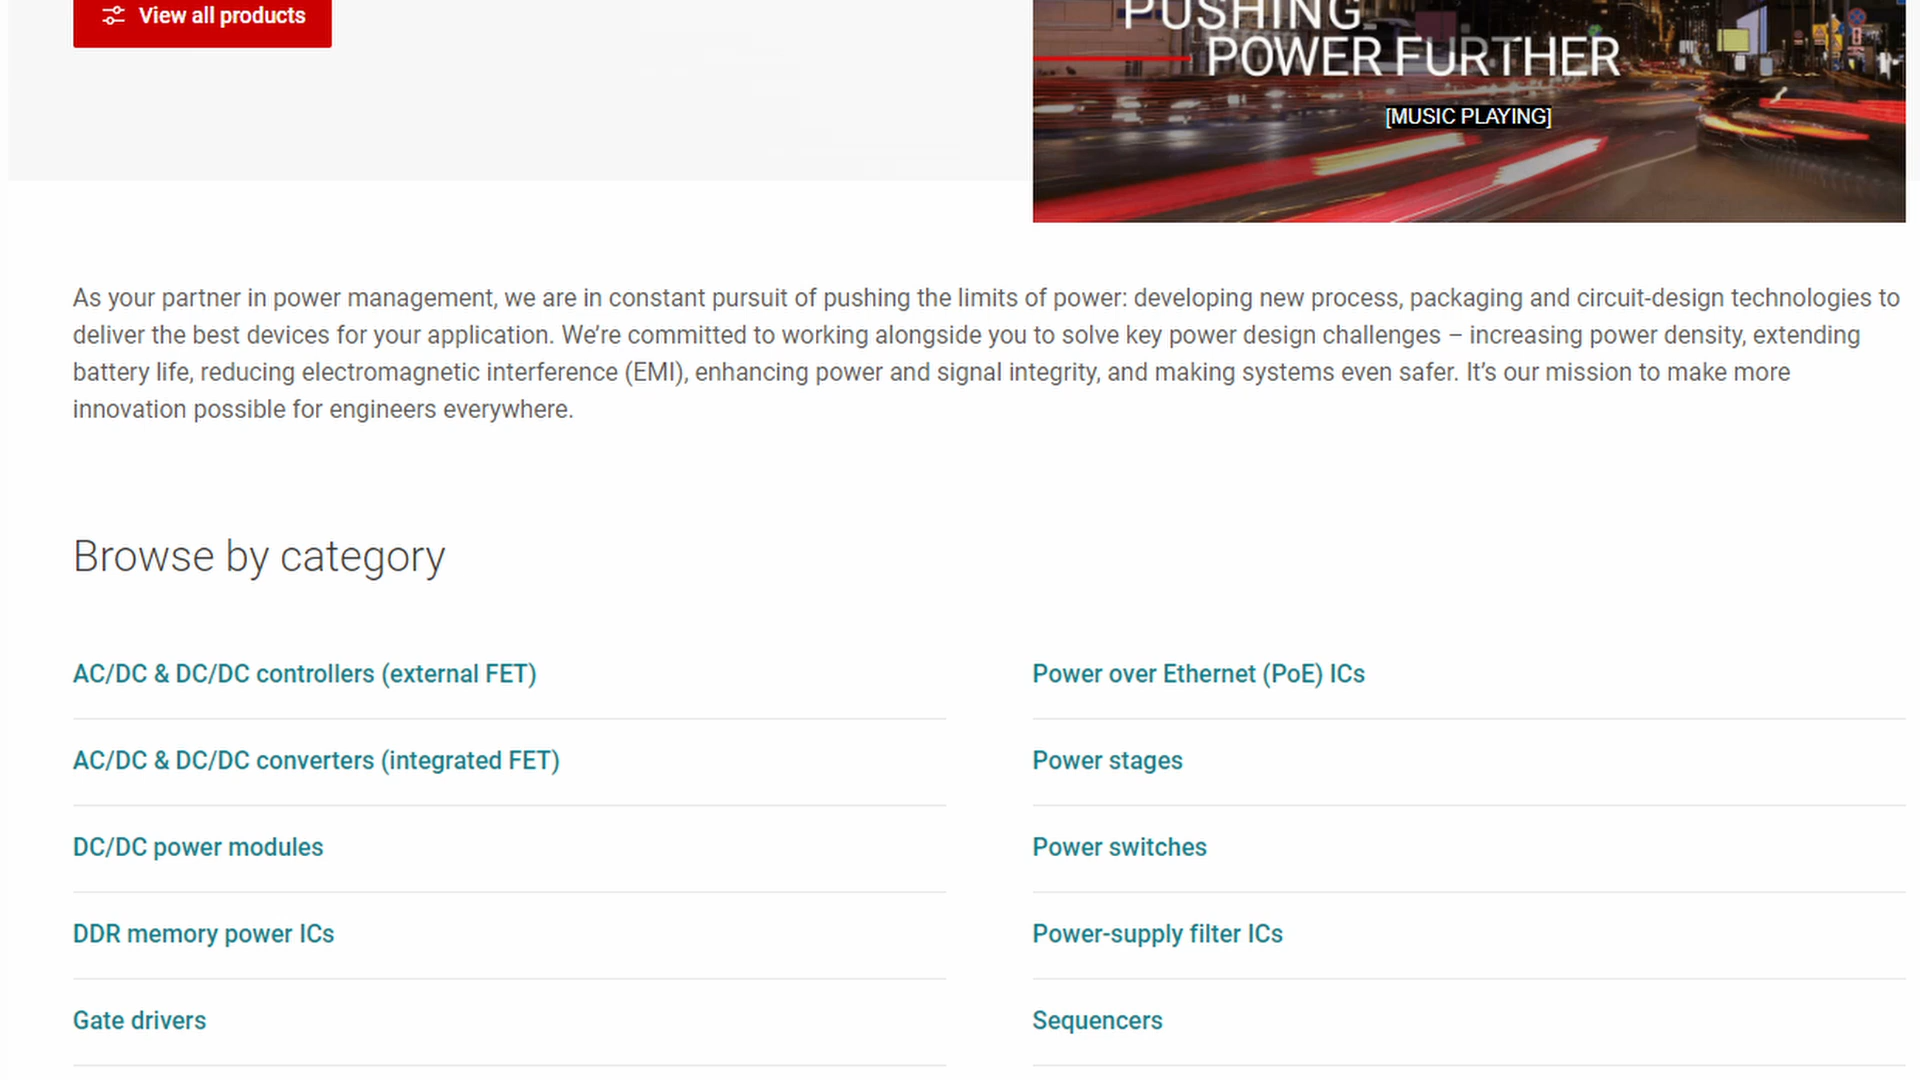 View all products
PUSHING
POWER FURTHER
[MUSIC PLAYING]
As your partner in power management, we are in constant pursuit of pushing the limits of power: developing new process, packaging and circuit-design technologies to
deliver the best devices for your application. We’re committed to working alongside you to solve key power design challenges – increasing power density, extending
battery life, reducing electromagnetic interference (EMI), enhancing power and signal integrity, and making systems even safer. It’s our mission to make more
innovation possible for engineers everywhere.
Browse by category
AC/DC & DC/DC controllers (external FET)
AC/DC & DC/DC converters (integrated FET)
DC/DC power modules
DDR memory power ICs
Gate drivers
Power over Ethernet (PoE) ICs
Power stages
Power switches
Power-supply filter ICs
Sequencers